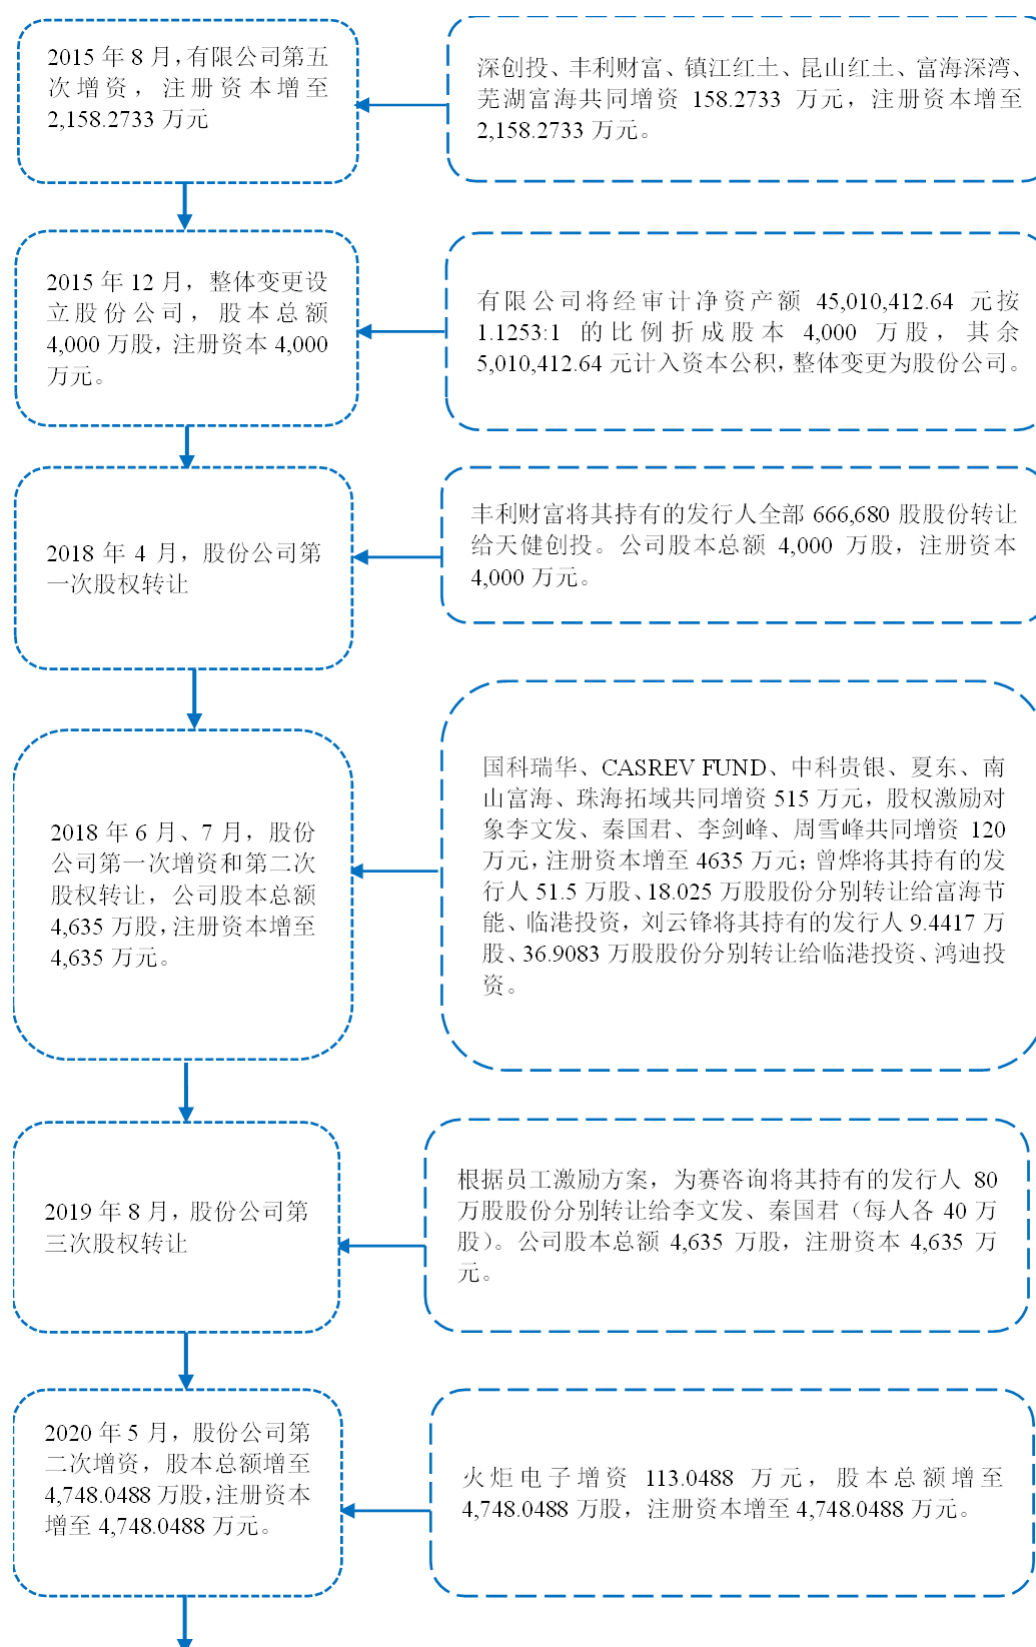 2015 年 8 月，有限公司第五
次增资，注册资本增至
2,158.2733 万元
深创投、丰利财富、镇江红土、昆山红土、富海深湾、
芜湖富海共同增资 158.2733 万元，注册资本增至
2,158.2733 万元。
2015 年 12 月，整体变更设
立股份公司，股本总额
4,000 万股，注册资本 4,000
万元。
有限公司将经审计净资产额 45,010,412.64 元按
1.1253:1 的比例折成股本 4,000 万股，其余
5,010,412.64 元计入资本公积，整体变更为股份公司。
2018 年 4 月，股份公司第
一次股权转让
丰利财富将其持有的发行人全部 666,680 股股份转让
给天健创投。公司股本总额 4,000 万股，注册资本
4,000 万元。
2018 年 6 月、7 月，股份
公司第一次增资和第二次
股权转让，公司股本总额
4,635 万股，注册资本增至
4,635 万元。
国科瑞华、CASREV FUND、中科贵银、夏东、南
山富海、珠海拓域共同增资 515 万元，股权激励对
象李文发、秦国君、李剑峰、周雪峰共同增资 120
万元，注册资本增至 4635 万元；曾烨将其持有的发
行人 51.5 万股、18.025 万股股份分别转让给富海节
能、临港投资，刘云锋将其持有的发行人 9.4417 万
股、36.9083 万股股份分别转让给临港投资、鸿迪投
资。
2019 年 8 月，股份公司第
三次股权转让
根据员工激励方案，为赛咨询将其持有的发行人 80
万股股份分别转让给李文发、秦国君（每人各 40 万
股）。公司股本总额 4,635 万股，注册资本 4,635 万
元。
2020 年 5 月，股份公司第
二次增资，股本总额增至
4,748.0488 万股，注册资本
增至 4,748.0488 万元。
火炬电子增资 113.0488 万元，股本总额增至
4,748.0488 万股，注册资本增至 4,748.0488 万元。